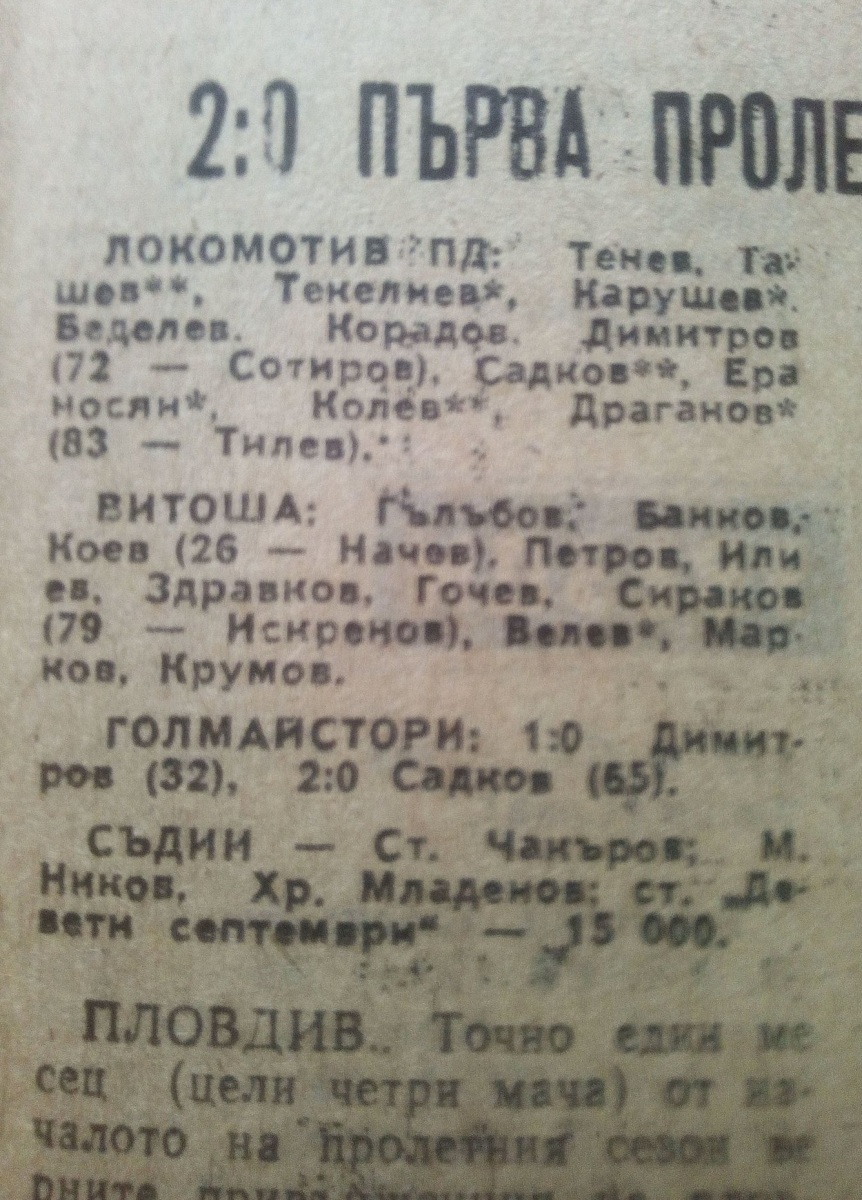 2:0 ПЪРВА ПРОЛЕ
ЛОКОМОТИВ ПД: Тенев, Та-
шев**, Текелиев*, Карушев*.
Беделев. Корадов. Димитров
(72 — Сотиров), Садков**, Ера
носян*, Колев**, Драганов*
(83 — Тилев).
ВИТОША: Гълъбов, Банков,
Коев (26 — Начев), Петров, Или
ев, Здравков, Гочев, Сираков
(79 — Искренов), Велев*, Мар-
ков, Крумов.
ГОЛМАЙСТОРИ: 1:0 Димит-
ров (32), 2:0 Садков (65).
СЪДИИ — Ст. Чакъров; М.
Ников, Хр. Младенов; ст. „Де-
вети септември“ — 15 000.
ПЛОВДИВ.. Точно един ме
сец (цели четри мача) от на-
чалото на пролетния сезон ве
рните